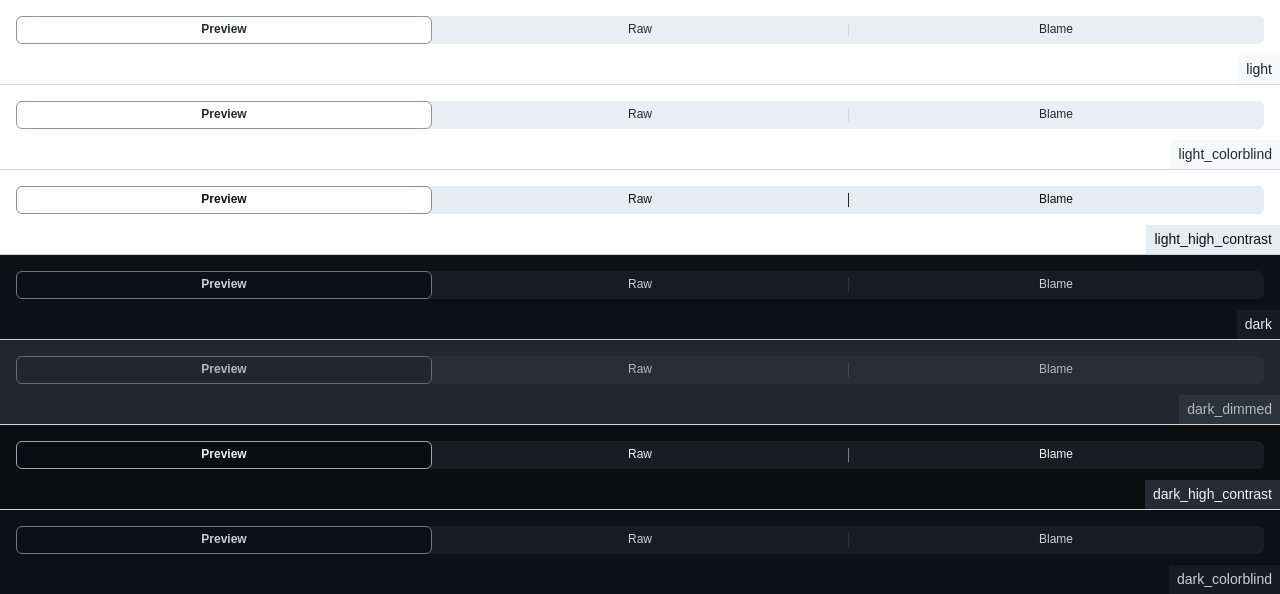 Preview Raw Blame
light
Preview Raw Blame
light_colorblind
Preview Raw Blame
light_high_contrast
Preview Raw Blame
dark
Preview Raw Blame
dark_dimmed
Preview Raw Blame
dark_high_contrast
Preview Raw Blame
dark_colorblind